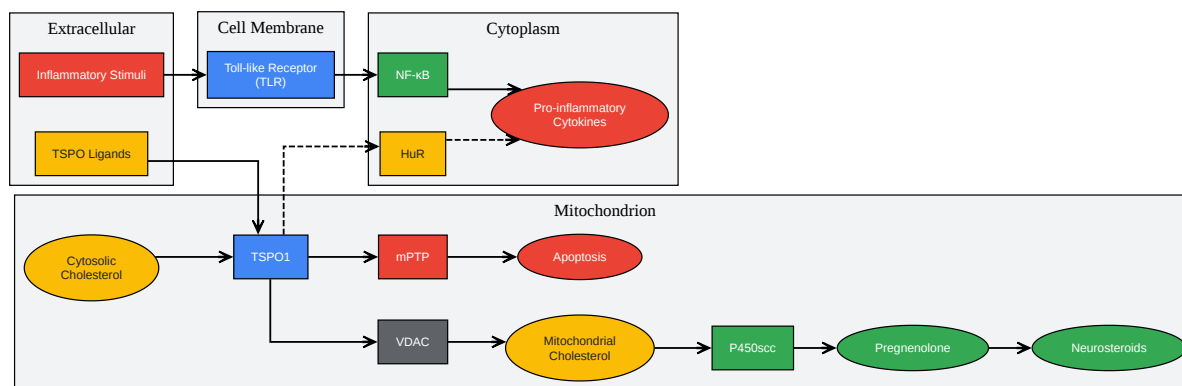 Extracellular
Cell Membrane
Cytoplasm
Inflammatory Stimuli
Toll-like Receptor
(TLR)
NF-κB
Pro-inflammatory
Cytokines
TSPO Ligands
HuR
Mitochondrion
Cytosolic
Cholesterol
TSPO1
mPTP
Apoptosis
VDAC
Mitochondrial
Cholesterol
P450scc
Pregnenolone
Neurosteroids